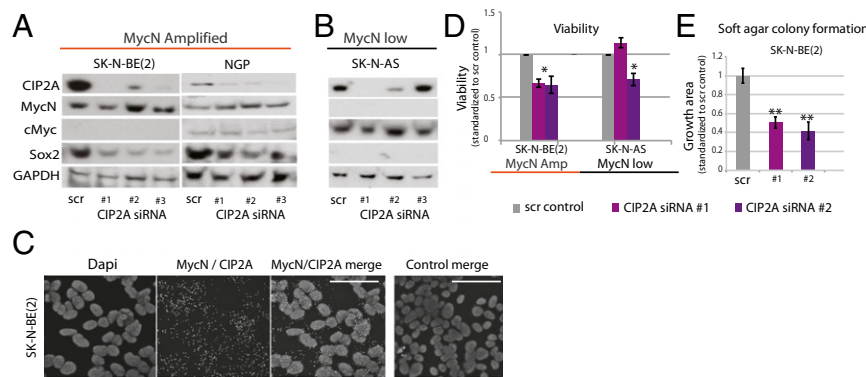 A
MycN Amplified
SK-N-BE(2) NGP
CIP2A
MycN
cMyc
Sox2
GAPDH
scr #1 #2 #3 scr #1 #2 #3
CIP2A siRNA CIP2A siRNA
B
MycN low
SK-N-AS
scr #1 #2 #3
CIP2A siRNA
C
Dapi MycN / CIP2A MycN/CIP2A merge Control merge
SK-N-BE(2)
D
Viability
Viability
(standardized to scr control)
1.5
1
0.5
0
* *
SK-N-BE(2) SK-N-AS
MycN Amp MycN low
E
Soft agar colony formation
SK-N-BE(2)
Growth area
(standardized to scr control)
1.2
1.0
0.8
0.6
0.4
0.2
0
** **
scr #1 #2
scr control CIP2A siRNA #1 CIP2A siRNA #2